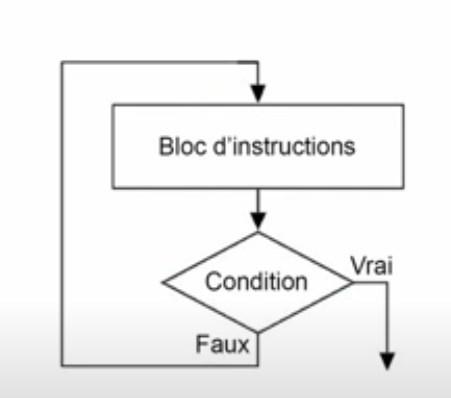 Bloc d'instructions
Condition
Vrai
Faux